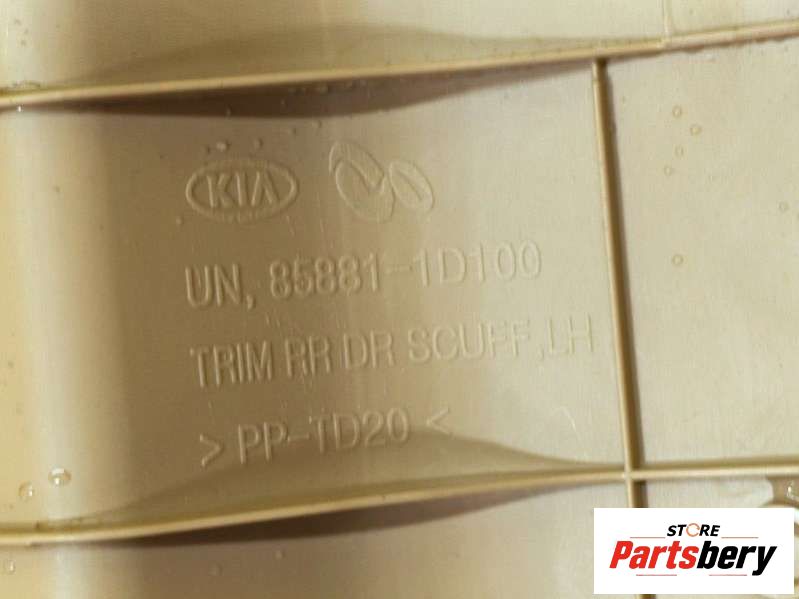 KIA
UN, 85881-1D100
TRIM RR DR SCUFF, LH
> PP-TD20 <
STORE
Partsbery